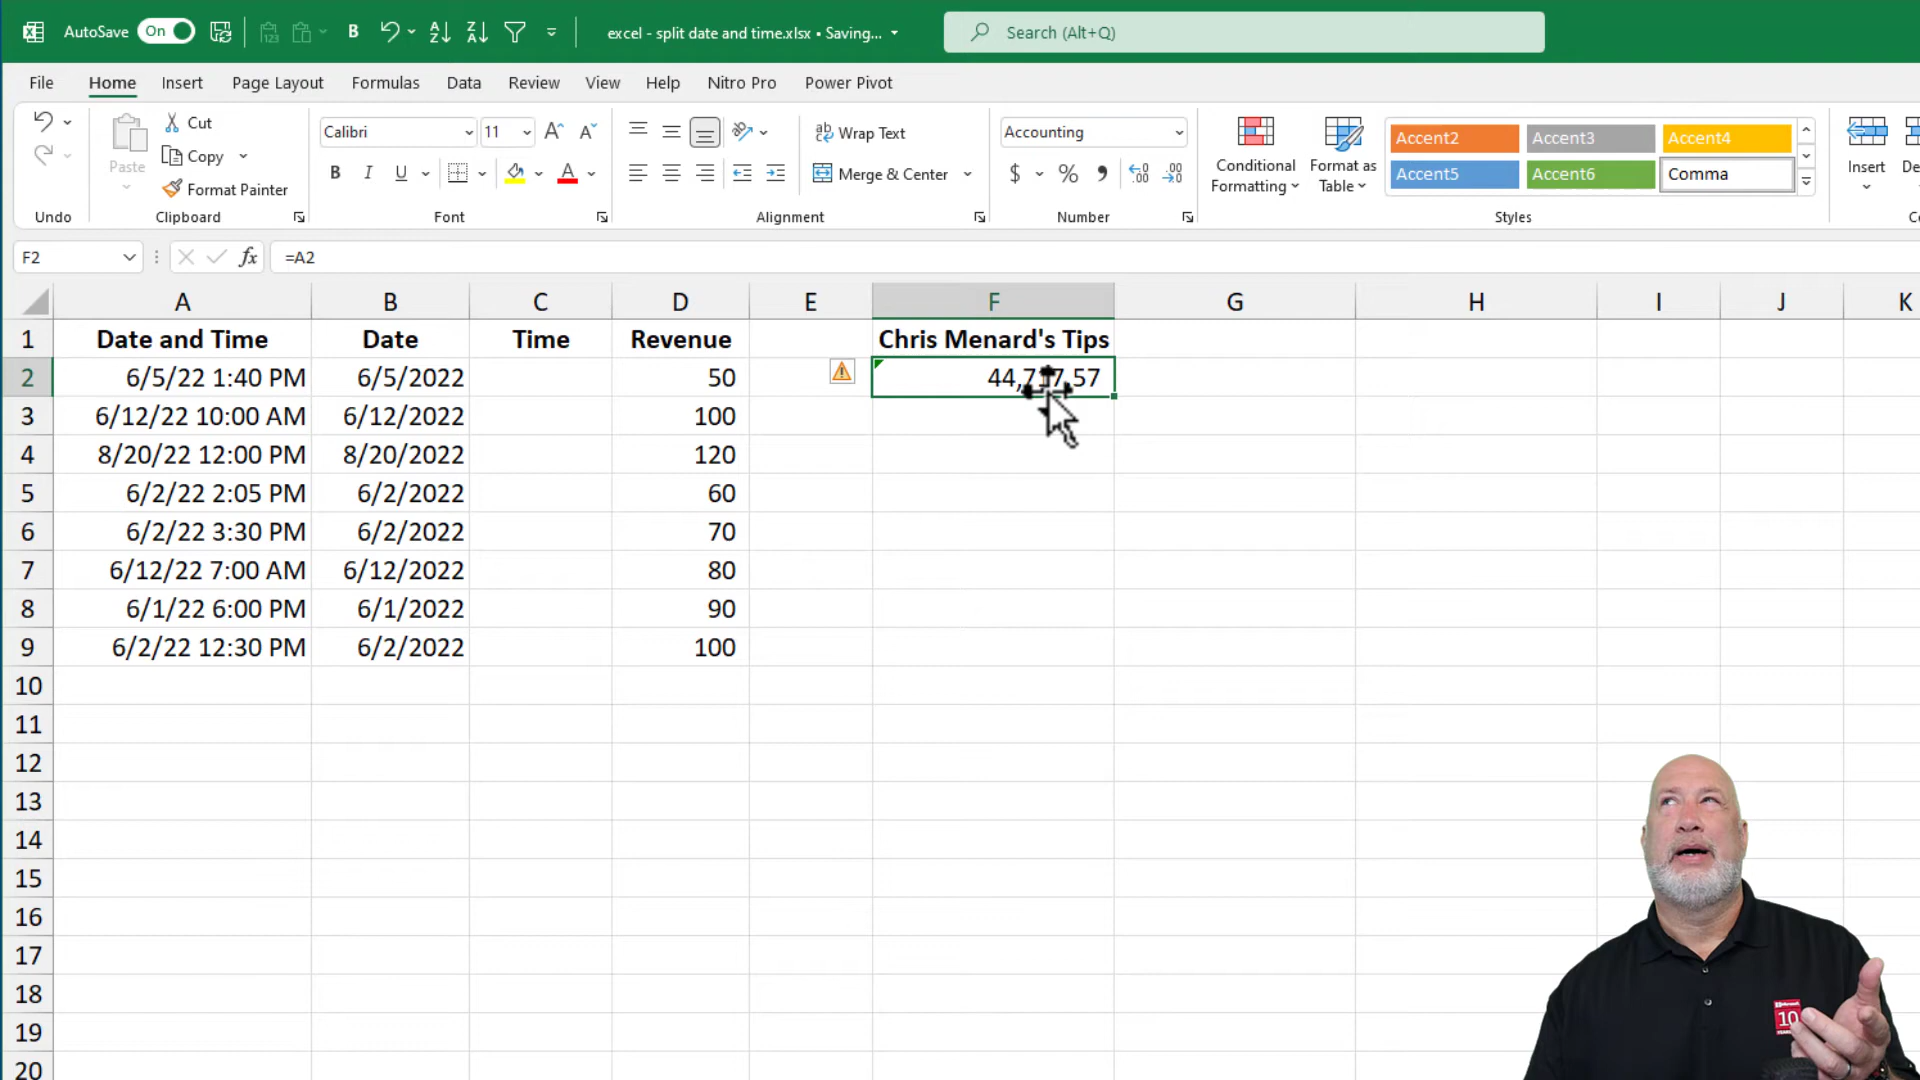 AutoSave On B excel - split date and time.xlsx • Saving... Search (Alt+Q)
File Home Insert Page Layout Formulas Data Review View Help Nitro Pro Power Pivot
Paste Cut Copy Format Painter
Calibri 11 A A
B I U A
ab Wrap Text
Merge & Center
Accounting
$ % 9
Conditional Formatting
Format as Table
Accent2 Accent3 Accent4
Accent5 Accent6 Comma
Insert
Undo Clipboard Font Alignment Number Styles
F2 fx =A2
A B C D E F G H I J K
1 Date and Time Date Time Revenue Chris Menard's Tips
2 6/5/22 1:40 PM 6/5/2022 50 44,717.57
3 6/12/22 10:00 AM 6/12/2022 100
4 8/20/22 12:00 PM 8/20/2022 120
5 6/2/22 2:05 PM 6/2/2022 60
6 6/2/22 3:30 PM 6/2/2022 70
7 6/12/22 7:00 AM 6/12/2022 80
8 6/1/22 6:00 PM 6/1/2022 90
9 6/2/22 12:30 PM 6/2/2022 100
10
11
12
13
14
15
16
17
18
19
20
10